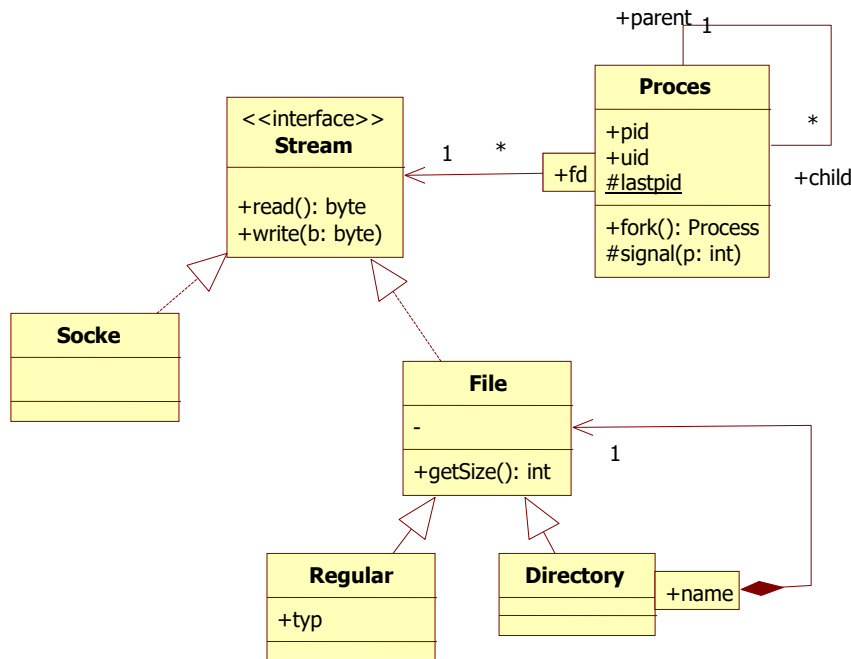 +parent
1
Proces
+pid
+uid
#lastpid
+fork(): Process
#signal(p: int)
*
+child
+fd
*
1
<<interface>>
Stream
+read(): byte
+write(b: byte)
Socke
File
-
+getSize(): int
1
Regular
+typ
Directory
+name